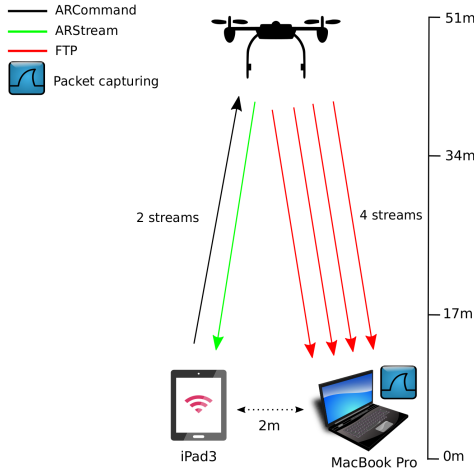 ARCommand
ARStream
FTP
Packet capturing
51m
34m
2 streams
4 streams
17m
2m
iPad3
MacBook Pro
0m